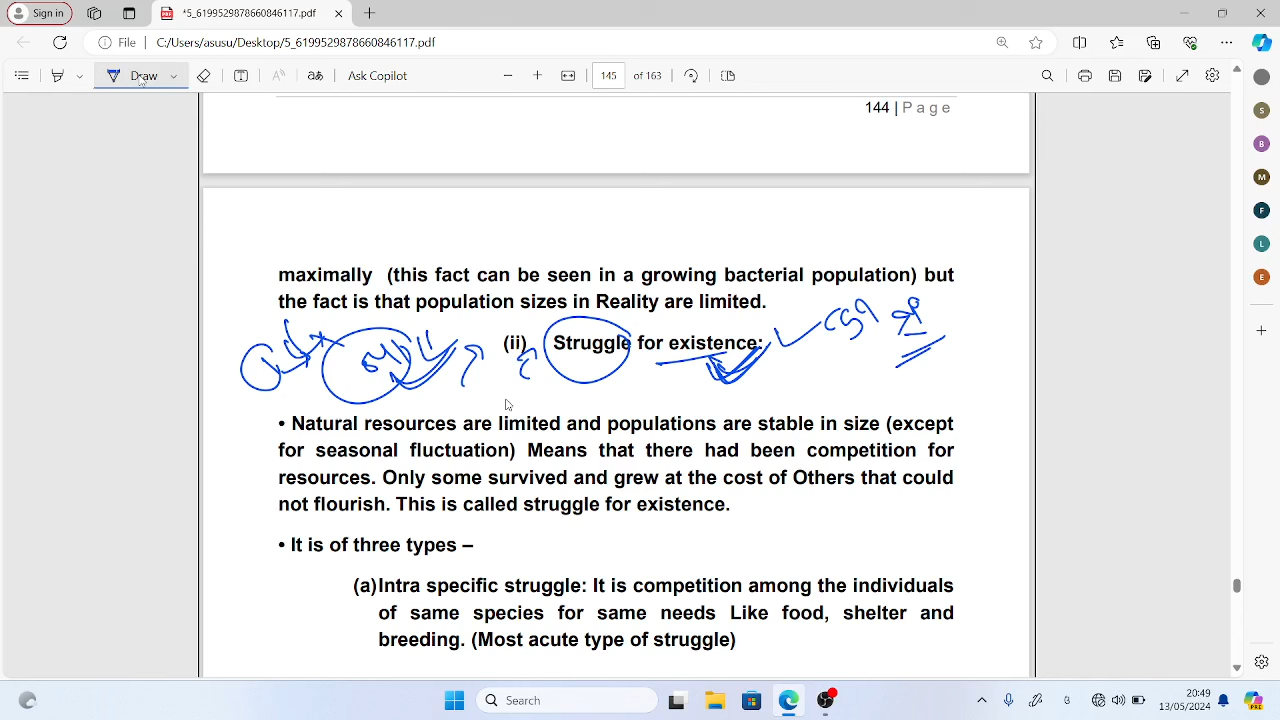 Sign in
*5_6199529878660846117.pdf
File
C:/Users/asusu/Desktop/5_6199529878660846117.pdf
Draw
Ask Copilot
145 of 163
144 | Page
maximally (this fact can be seen in a growing bacterial population) but
the fact is that population sizes in Reality are limited.
(ii) Struggle for existence:
• Natural resources are limited and populations are stable in size (except
for seasonal fluctuation) Means that there had been competition for
resources. Only some survived and grew at the cost of Others that could
not flourish. This is called struggle for existence.
• It is of three types –
(a)Intra specific struggle: It is competition among the individuals
of same species for same needs Like food, shelter and
breeding. (Most acute type of struggle)
S
B
M
F
L
E
Search
20:49
13/05/2024
PRE